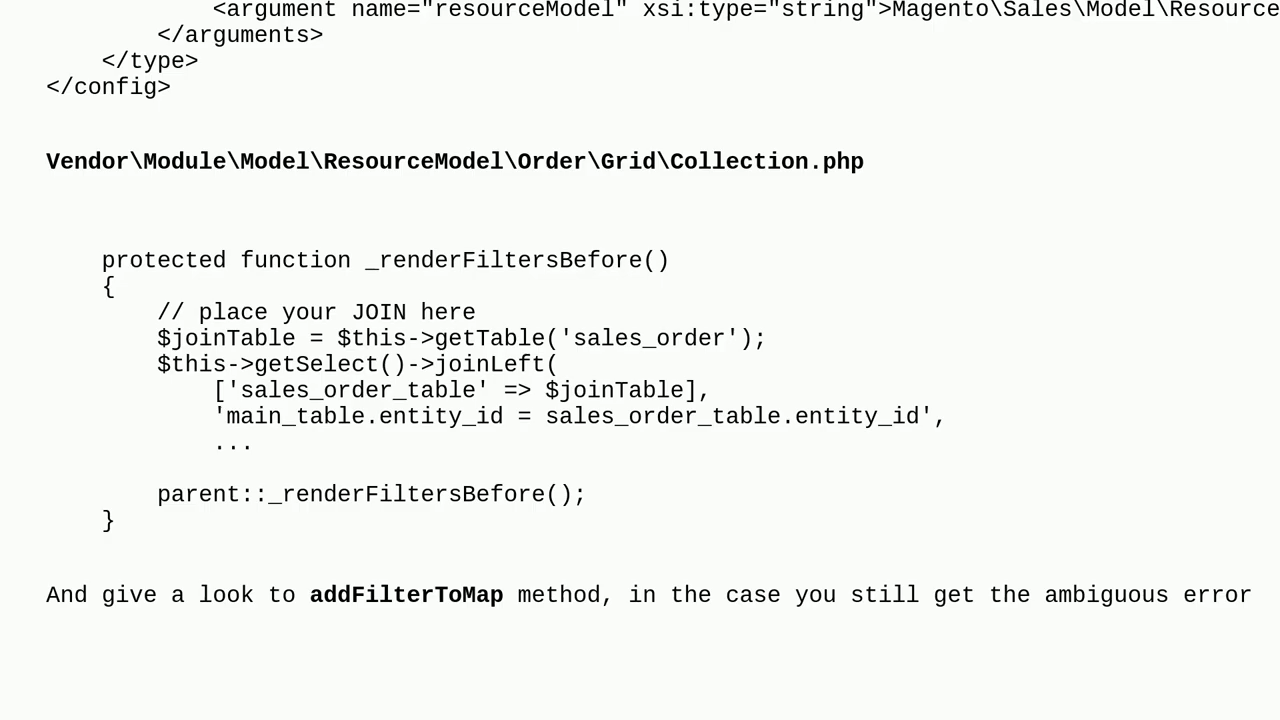 <argument name="resourceModel" xsi:type="string">Magento\Sales\Model\Resource
</arguments>
</type>
</config>
Vendor\Module\Model\ResourceModel\Order\Grid\Collection.php
protected function _renderFiltersBefore()
{
// place your JOIN here
$joinTable = $this->getTable('sales_order');
$this->getSelect()->joinLeft(
['sales_order_table' => $joinTable],
'main_table.entity_id = sales_order_table.entity_id',
...
parent::_renderFiltersBefore();
}
And give a look to addFilterToMap method, in the case you still get the ambiguous error